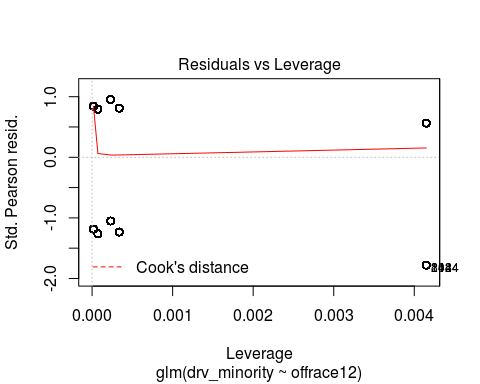 Residuals vs Leverage
Std. Pearson resid.
1.0
0.0
-1.0
-2.0
Cook's distance
0.000 0.001 0.002 0.003 0.004
Leverage
glm(drv_minority ~ offrace12)